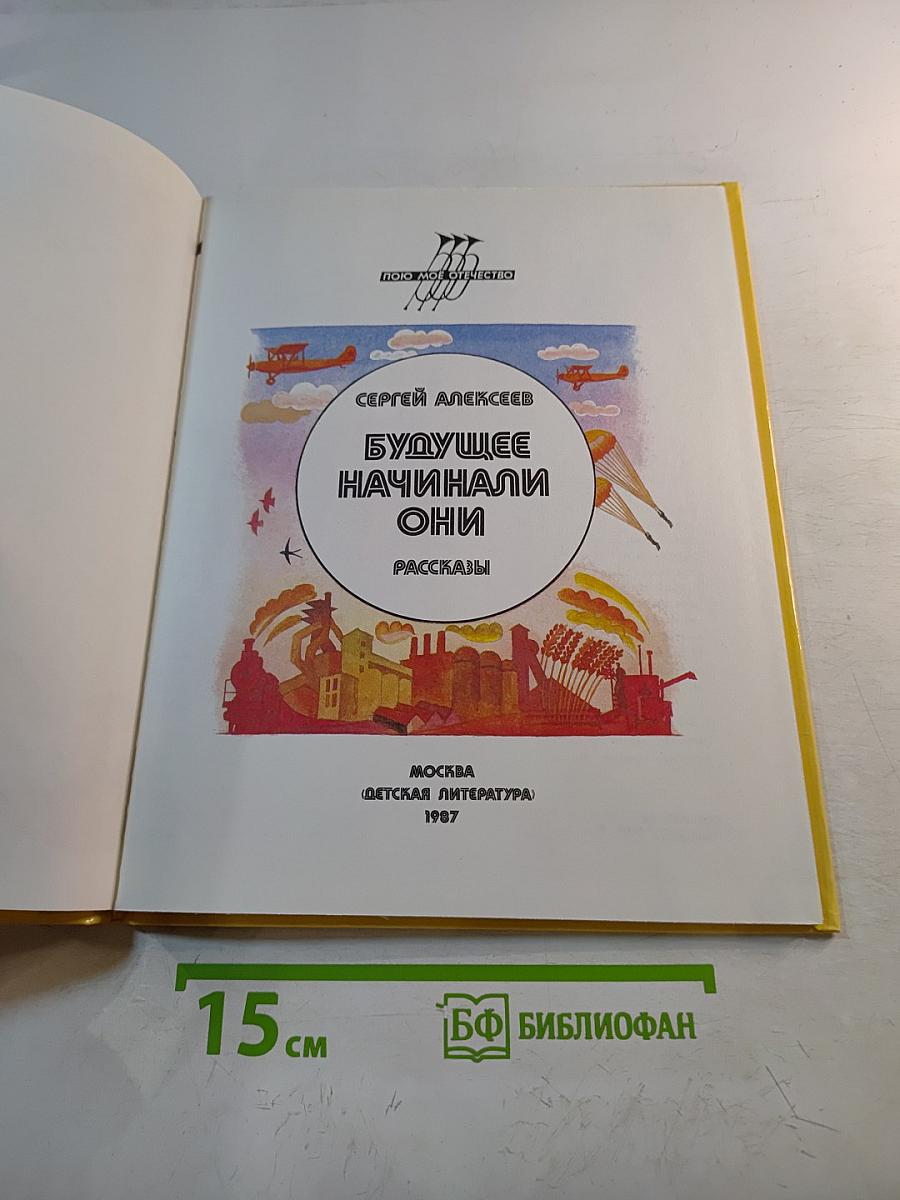 ПОЮ МОЁ ОТЕЧЕСТВО
СЕРГЕЙ АЛЕКСЕЕВ
БУДУЩЕЕ
НАЧИНАЛИ
ОНИ
РАССКАЗЫ
МОСКВА
«ДЕТСКАЯ ЛИТЕРАТУРА»
1987
15 см
БФ БИБЛИОФАН